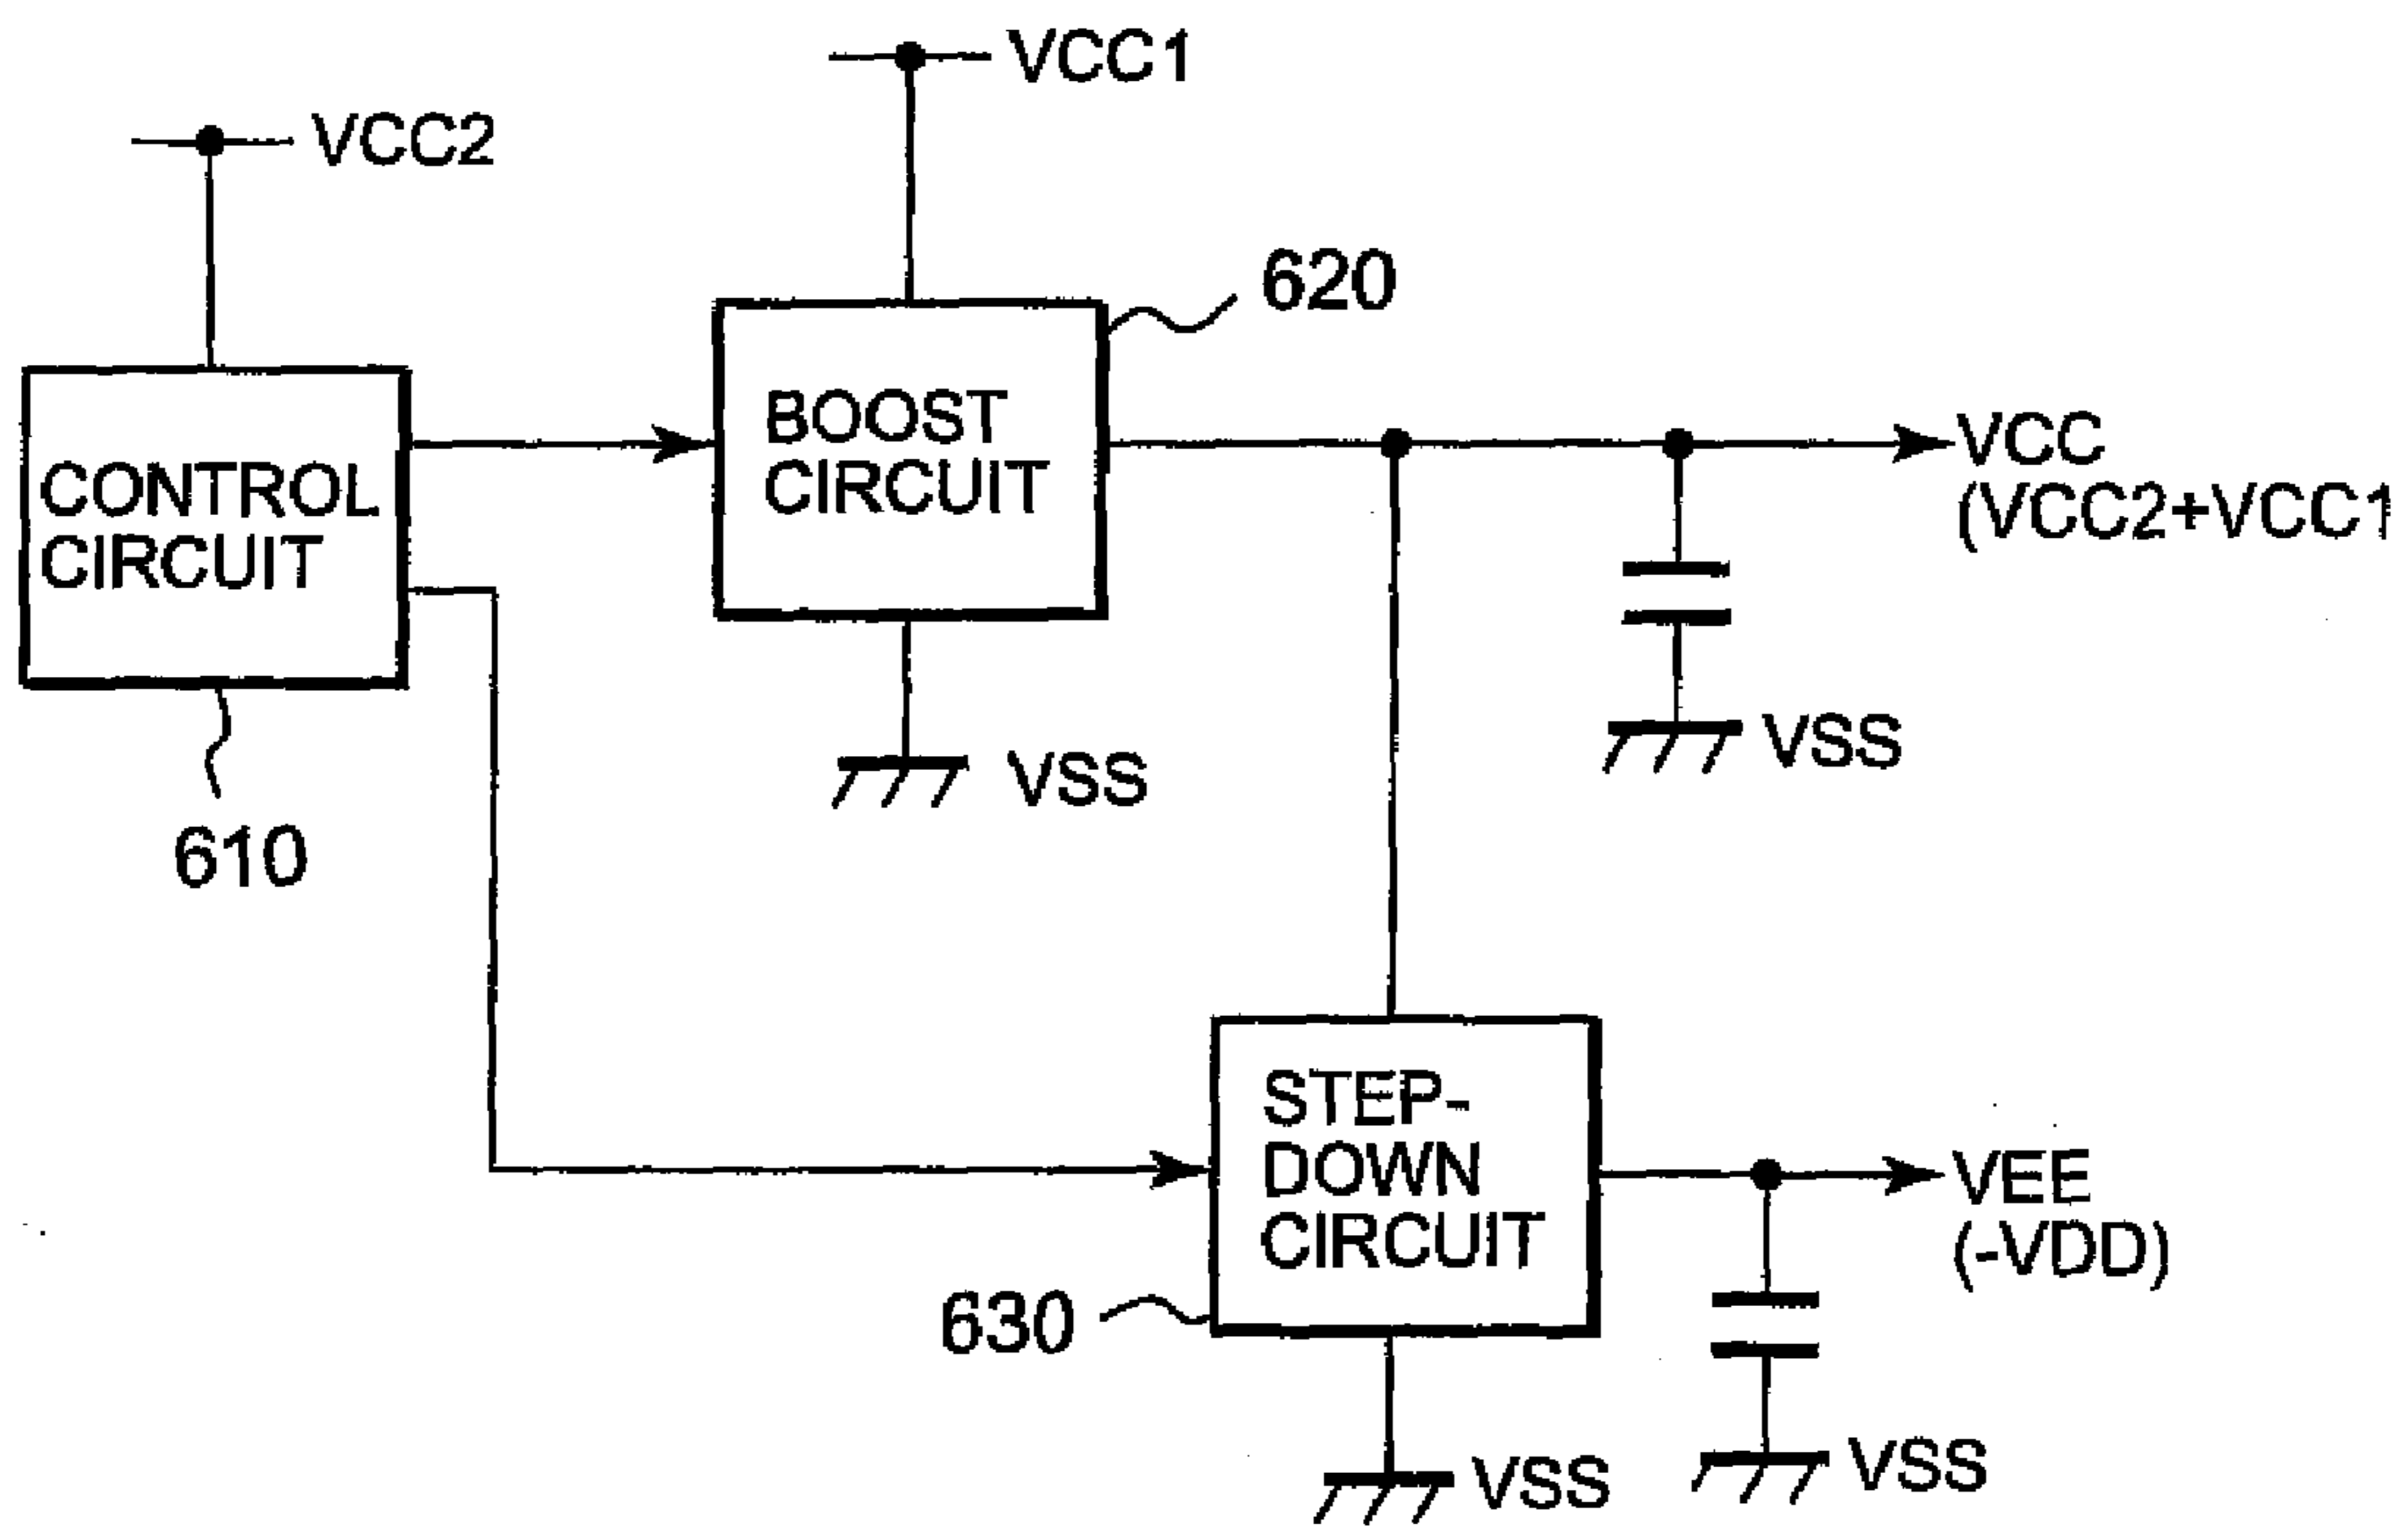 VCC1
VCC2
620
BOOST
CIRCUIT
CONTROL
CIRCUIT
VCC
(VCC2+VCC1
VSS
VSS
610
STEP-
DOWN
CIRCUIT
VEE
(-VDD)
630
VSS
VSS